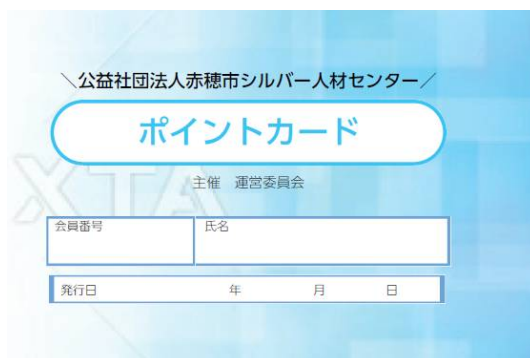 ＼公益社団法人赤穂市シルバー人材センター／
ポイントカード
主催　運営委員会
XTA
会員番号　氏名
発行日　年　月　日